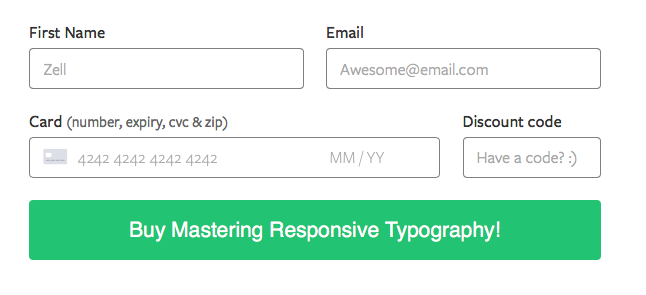 First Name
Email
Zell
Awesome@email.com
Card (number, expiry, cvc & zip)
Discount code
4242 4242 4242 4242
MM / YY
Have a code? :)
Buy Mastering Responsive Typography!